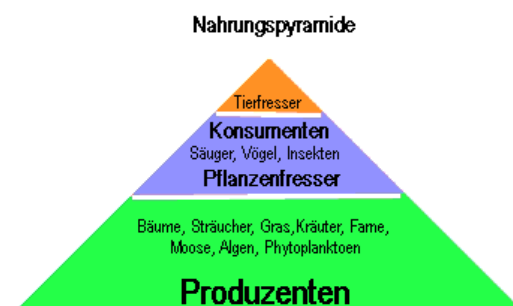 Nahrungspyramide
Tierfresser
Konsumenten
Säuger, Vögel, Insekten
Pflanzenfresser
Bäume, Sträucher, Gras,Kräuter, Farne,
Moose, Algen, Phytoplanktoen
Produzenten